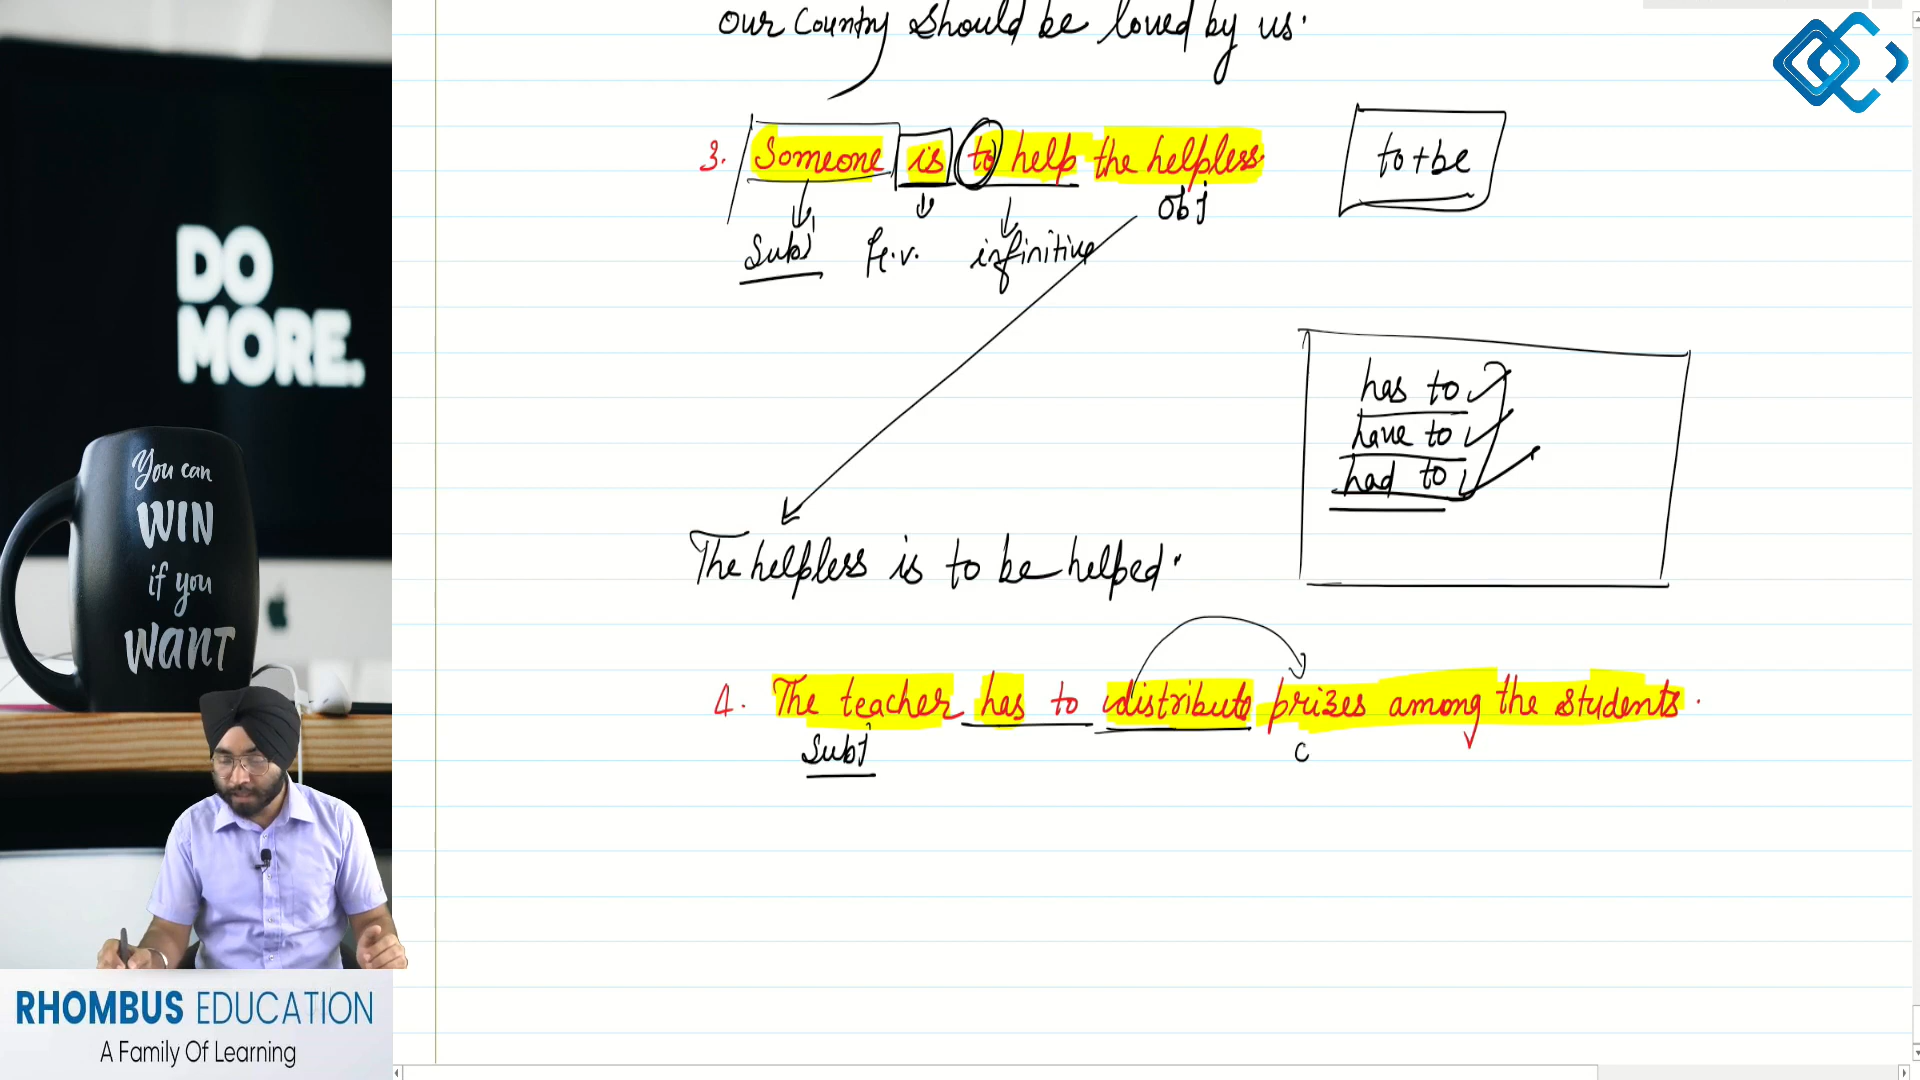 Our Country should be loved by us.
3. Someone is to help the helpless
to+be
Obj
Subj H.v. infinitive
has to
have to
had to
The helpless is to be helped.
4. The teacher has to distribute prizes among the students.
Subj
DO
MORE.
You can
WIN
if you
WANT
RHOMBUS EDUCATION
A Family Of Learning